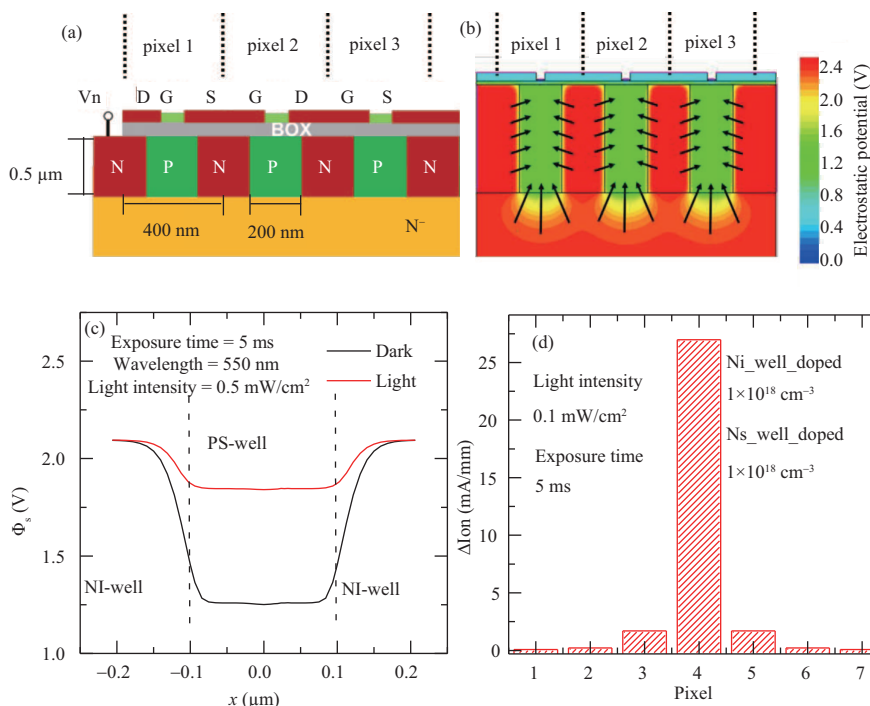 (a)
pixel 1 pixel 2 pixel 3
Vn D G S G D G S
BOX
0.5 μm
N P N P N P N
400 nm 200 nm N⁻
(b)
pixel 1 pixel 2 pixel 3
2.4
2.0
1.6
1.2
0.8
0.4
0.0
Electrostatic potential (V)
(c)
Exposure time = 5 ms
Wavelength = 550 nm
Light intensity = 0.5 mW/cm²
Dark
Light
PS-well
NI-well NI-well
2.5
2.0
1.5
1.0
Φs (V)
−0.2 −0.1 0.0 0.1 0.2
x (μm)
(d)
Light intensity
0.1 mW/cm²
Exposure time
5 ms
Ni_well_doped
1×10¹⁸ cm⁻³
Ns_well_doped
1×10¹⁸ cm⁻³
25
20
15
10
5
0
ΔIon (mA/mm)
1 2 3 4 5 6 7
Pixel